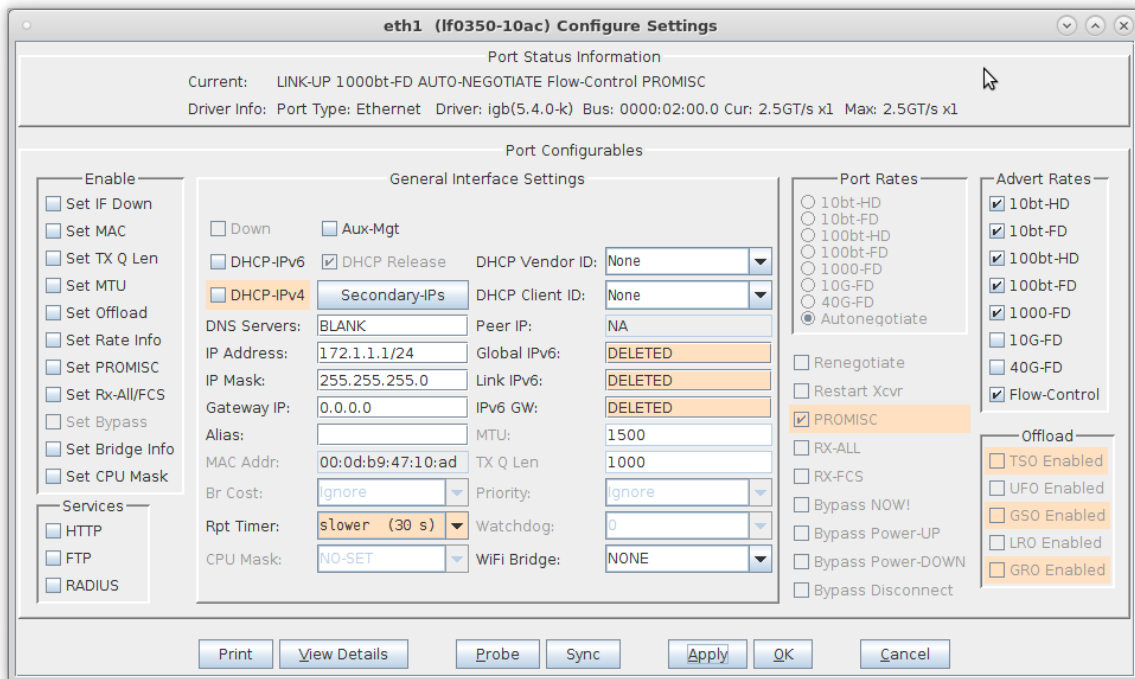 eth1 (lf0350-10ac) Configure Settings
Port Status Information
Current: LINK-UP 1000bt-FD AUTO-NEGOTIATE Flow-Control PROMISC
Driver Info: Port Type: Ethernet Driver: igb(5.4.0-k) Bus: 0000:02:00.0 Cur: 2.5GT/s x1 Max: 2.5GT/s x1
Port Configurables
Enable
Set IF Down
Set MAC
Set TX Q Len
Set MTU
Set Offload
Set Rate Info
Set PROMISC
Set Rx-All/FCS
Set Bypass
Set Bridge Info
Set CPU Mask
Services
HTTP
FTP
RADIUS
General Interface Settings
Down Aux-Mgt
DHCP-IPv6 DHCP Release DHCP Vendor ID: None
DHCP-IPv4 Secondary-IPs DHCP Client ID: None
DNS Servers: BLANK Peer IP: NA
IP Address: 172.1.1.1/24 Global IPv6: DELETED
IP Mask: 255.255.255.0 Link IPv6: DELETED
Gateway IP: 0.0.0.0 IPv6 GW: DELETED
Alias: MTU: 1500
MAC Addr: 00:0d:b9:47:10:ad TX Q Len 1000
Br Cost: Ignore Priority: Ignore
Rpt Timer: slower (30 s) Watchdog: 0
CPU Mask: NO-SET WiFi Bridge: NONE
Port Rates
10bt-HD
10bt-FD
100bt-HD
100bt-FD
1000-FD
10G-FD
40G-FD
Autonegotiate
Renegotiate
Restart Xcvr
PROMISC
RX-ALL
RX-FCS
Bypass NOW!
Bypass Power-UP
Bypass Power-DOWN
Bypass Disconnect
Advert Rates
10bt-HD
10bt-FD
100bt-HD
100bt-FD
1000-FD
10G-FD
40G-FD
Flow-Control
Offload
TSO Enabled
UFO Enabled
GSO Enabled
LRO Enabled
GRO Enabled
Print View Details Probe Sync Apply OK Cancel